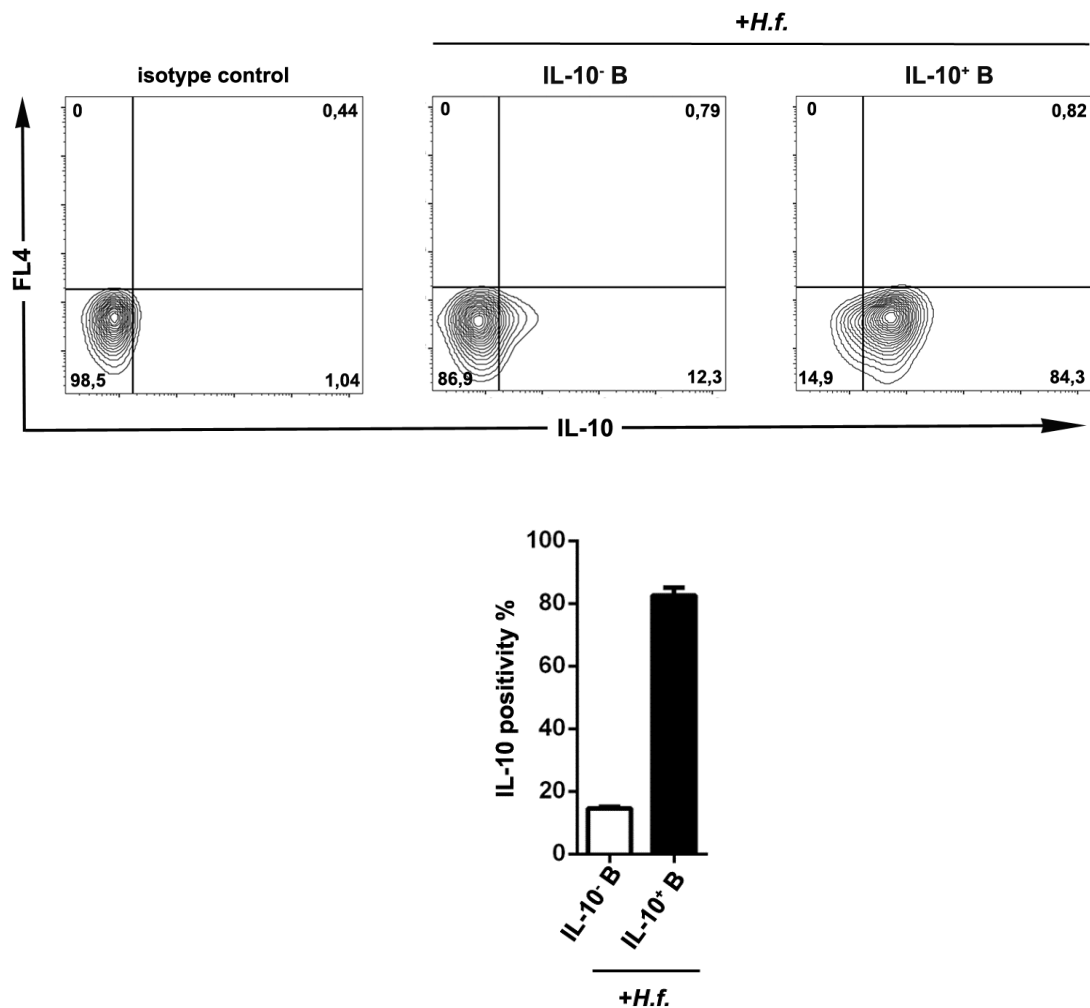 +H.f.
isotype control
IL-10⁻ B
IL-10⁺ B
0 0,44
98,5 1,04
0 0,79
86,9 12,3
0 0,82
14,9 84,3
FL4
IL-10
IL-10 positivity %
100
80
60
40
20
0
IL-10⁻ B
IL-10⁺ B
+H.f.